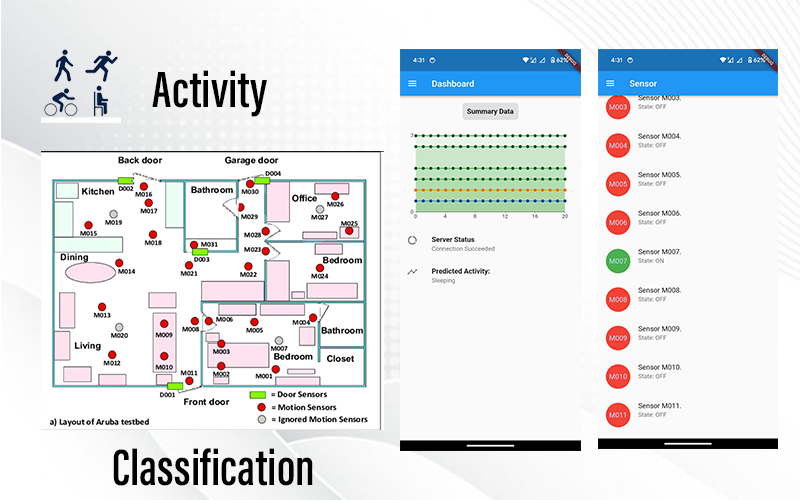 Activity
Back door
Garage door
D002
M016
D004
M030
Kitchen
Bathroom
Office
M026
M017
M029
M019
M027
M015
M018
M028
M025
M031
M023
Dining
D003
Bedroom
M014
M021
M022
M024
M013
M008
M006
M005
M004
M020
M009
Bathroom
M007
Living
M003
M012
M010
Bedroom
Closet
M011
M002
M001
D001
Front door
= Door Sensors
= Motion Sensors
= Ignored Motion Sensors
a) Layout of Aruba testbed
Classification
4:31
62%
Dashboard
Summary Data
7
0
0 4 8 12 16 20
Server Status
Connection Succeeded
Predicted Activity:
Sleeping
4:31
62%
Sensor
M003
Sensor M003.
State: OFF
M004
Sensor M004.
State: OFF
M005
Sensor M005.
State: OFF
M006
Sensor M006.
State: OFF
M007
Sensor M007.
State: ON
M008
Sensor M008.
State: OFF
M009
Sensor M009.
State: OFF
M010
Sensor M010.
State: OFF
M011
Sensor M011.
State: OFF